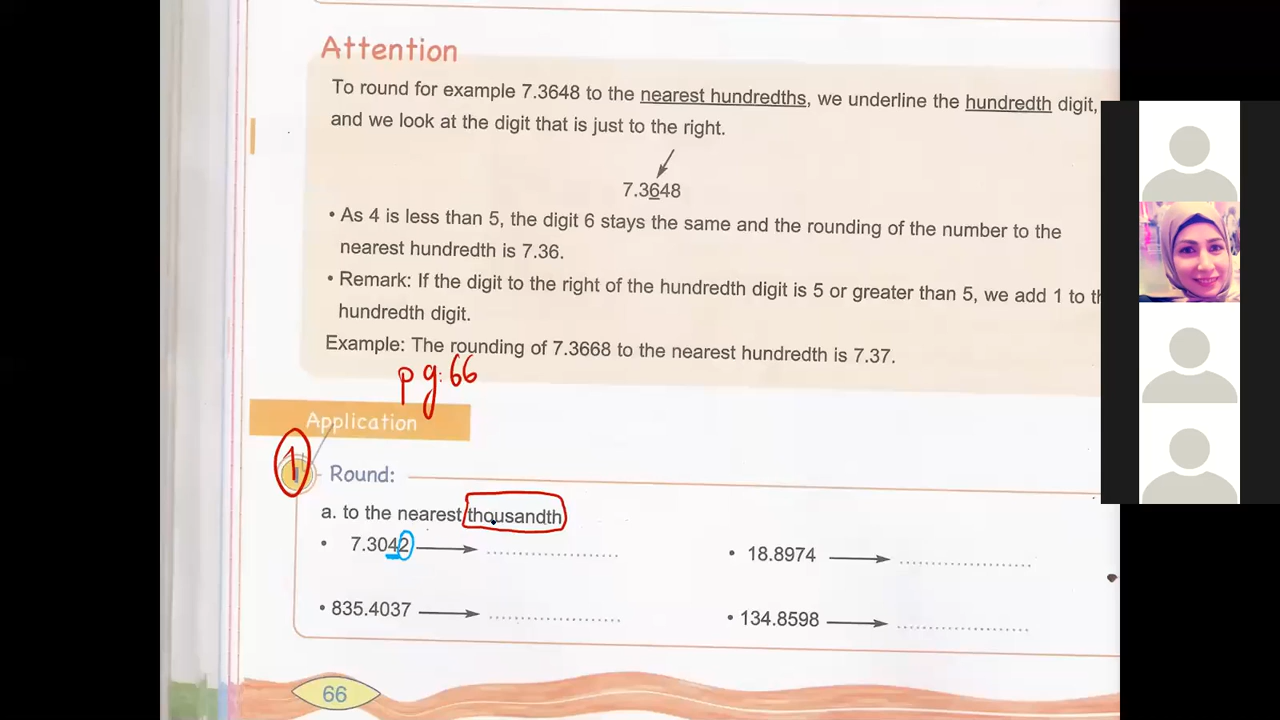 Attention
To round for example 7.3648 to the nearest hundredths, we underline the hundredth digit,
and we look at the digit that is just to the right.
7.3648
• As 4 is less than 5, the digit 6 stays the same and the rounding of the number to the
nearest hundredth is 7.36.
• Remark: If the digit to the right of the hundredth digit is 5 or greater than 5, we add 1 to th
hundredth digit.
Example: The rounding of 7.3668 to the nearest hundredth is 7.37.
pg:66
Application
1 Round:
a. to the nearest thousandth
• 7.3042 → .................... • 18.8974 → ....................
• 835.4037 → .................... • 134.8598 → ....................
66